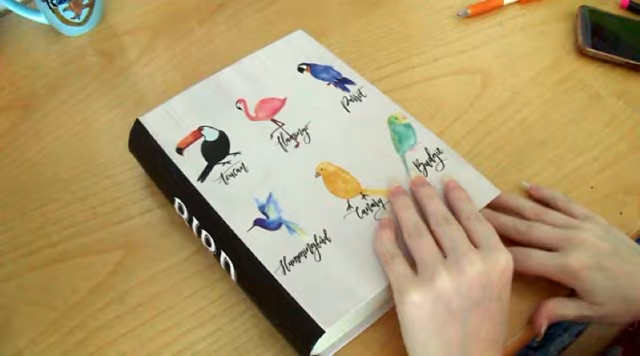 Parrot
Flamingo
Toucan
Budgie
Canary
Hummingbird
BIRD